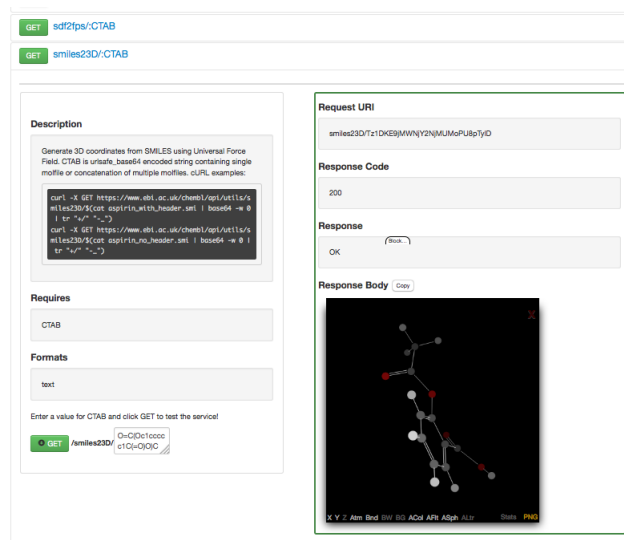 GET sdf2fps/:CTAB
GET smiles23D/:CTAB
Description
Generate 3D coordinates from SMILES using Universal Force
Field. CTAB is urlsafe_base64 encoded string containing single
molfile or concatenation of multiple molfiles. cURL examples:
curl -X GET https://www.ebi.ac.uk/chembl/api/utils/s
miles23D/$(cat aspirin_with_header.smi | base64 -w 0
| tr "+/" "-_")
curl -X GET https://www.ebi.ac.uk/chembl/api/utils/s
miles23D/$(cat aspirin_no_header.smi | base64 -w 0 |
tr "+/" "-_")
Requires
CTAB
Formats
text
Enter a value for CTAB and click GET to test the service!
GET /smiles23D/
O=C(Oc1cccc
c1C(=O)O)C
Request URI
smiles23D/Tz1DKE9jMWNjY2NjMUMoPU8pTylD
Response Code
200
Response
OK
Block...
Response Body Copy
X
X Y Z Atm Bnd BW BG ACol AFlt ASph ALtr Stats PNG